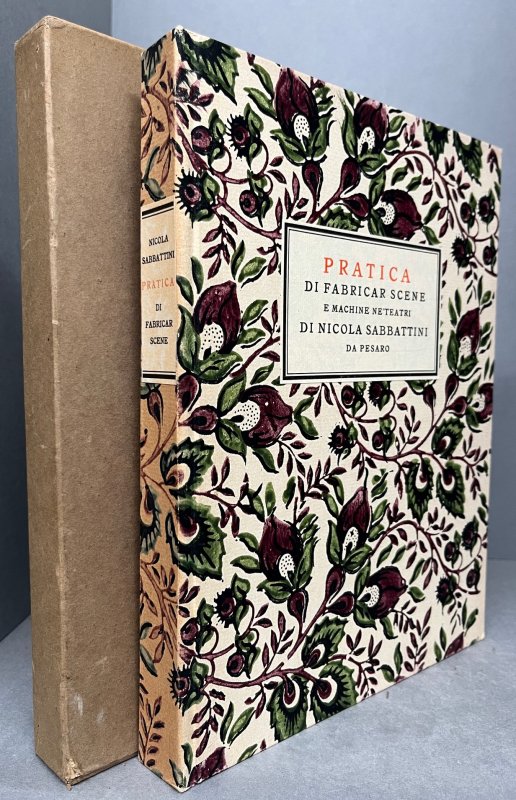 NICOLA
SABBATTINI
PRATICA
DI
FABRICAR
SCENE
PRATICA
DI FABRICAR SCENE
E MACHINE NE'TEATRI
DI NICOLA SABBATTINI
DA PESARO